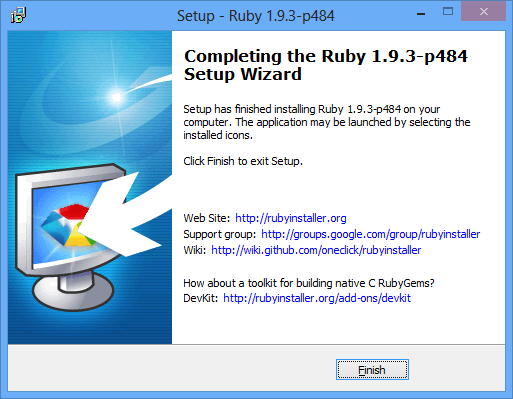 Setup - Ruby 1.9.3-p484
Completing the Ruby 1.9.3-p484
Setup Wizard
Setup has finished installing Ruby 1.9.3-p484 on your
computer. The application may be launched by selecting the
installed icons.
Click Finish to exit Setup.
Web Site: http://rubyinstaller.org
Support group: http://groups.google.com/group/rubyinstaller
Wiki: http://wiki.github.com/oneclick/rubyinstaller
How about a toolkit for building native C RubyGems?
DevKit: http://rubyinstaller.org/add-ons/devkit
Finish